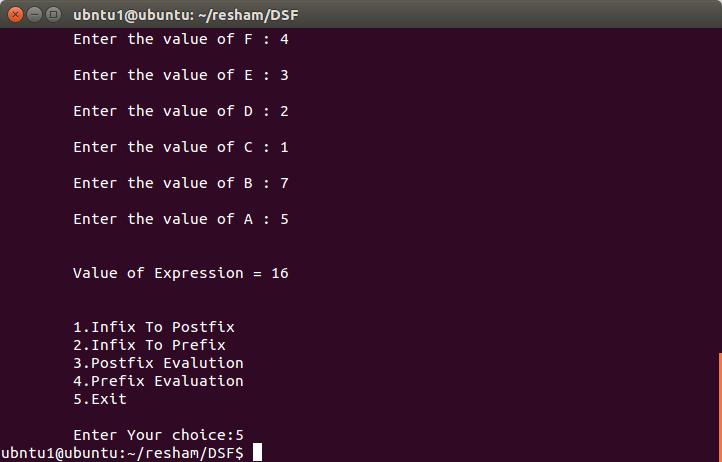 ubntu1@ubuntu: ~/resham/DSF
Enter the value of F : 4
Enter the value of E : 3
Enter the value of D : 2
Enter the value of C : 1
Enter the value of B : 7
Enter the value of A : 5
Value of Expression = 16
1.Infix To Postfix
2.Infix To Prefix
3.Postfix Evalution
4.Prefix Evaluation
5.Exit
Enter Your choice:5
ubntu1@ubuntu:~/resham/DSF$